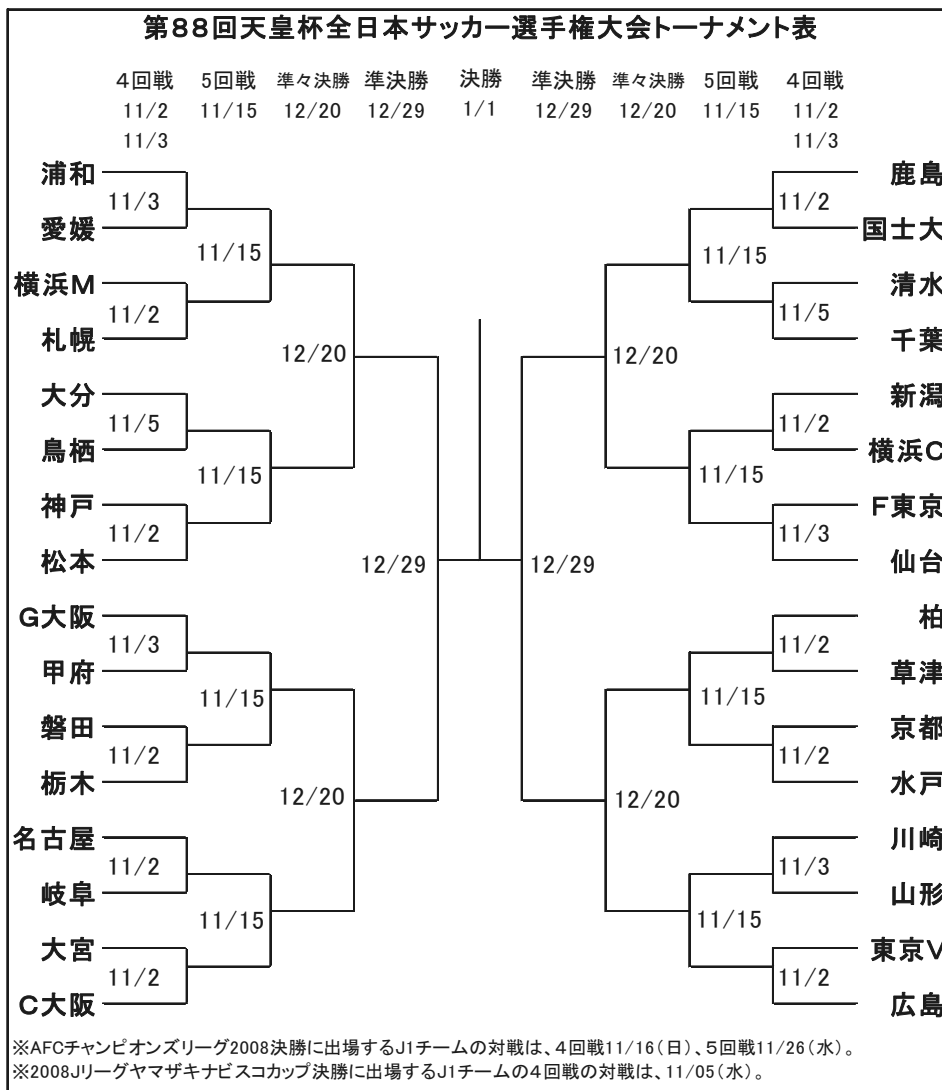 第88回天皇杯全日本サッカー選手権大会トーナメント表
4回戦 5回戦 準々決勝 準決勝 決勝 準決勝 準々決勝 5回戦 4回戦
11/2 11/15 12/20 12/29 1/1 12/29 12/20 11/15 11/2
11/3 11/3
浦和 鹿島
11/3 11/2
愛媛 国士大
11/15 11/15
横浜M 清水
11/2 11/5
札幌 千葉
12/20 12/20
大分 新潟
11/5 11/2
鳥栖 横浜C
11/15 11/15
神戸 F東京
11/2 11/3
松本 仙台
12/29 12/29
G大阪 柏
11/3 11/2
甲府 草津
11/15 11/15
磐田 京都
11/2 11/2
栃木 水戸
12/20 12/20
名古屋 川崎
11/2 11/3
岐阜 山形
11/15 11/15
大宮 東京V
11/2 11/2
C大阪 広島
※AFCチャンピオンズリーグ2008決勝に出場するJ1チームの対戦は、4回戦11/16(日)、5回戦11/26(水)。
※2008Jリーグヤマザキナビスコカップ決勝に出場するJ1チームの4回戦の対戦は、11/05(水)。